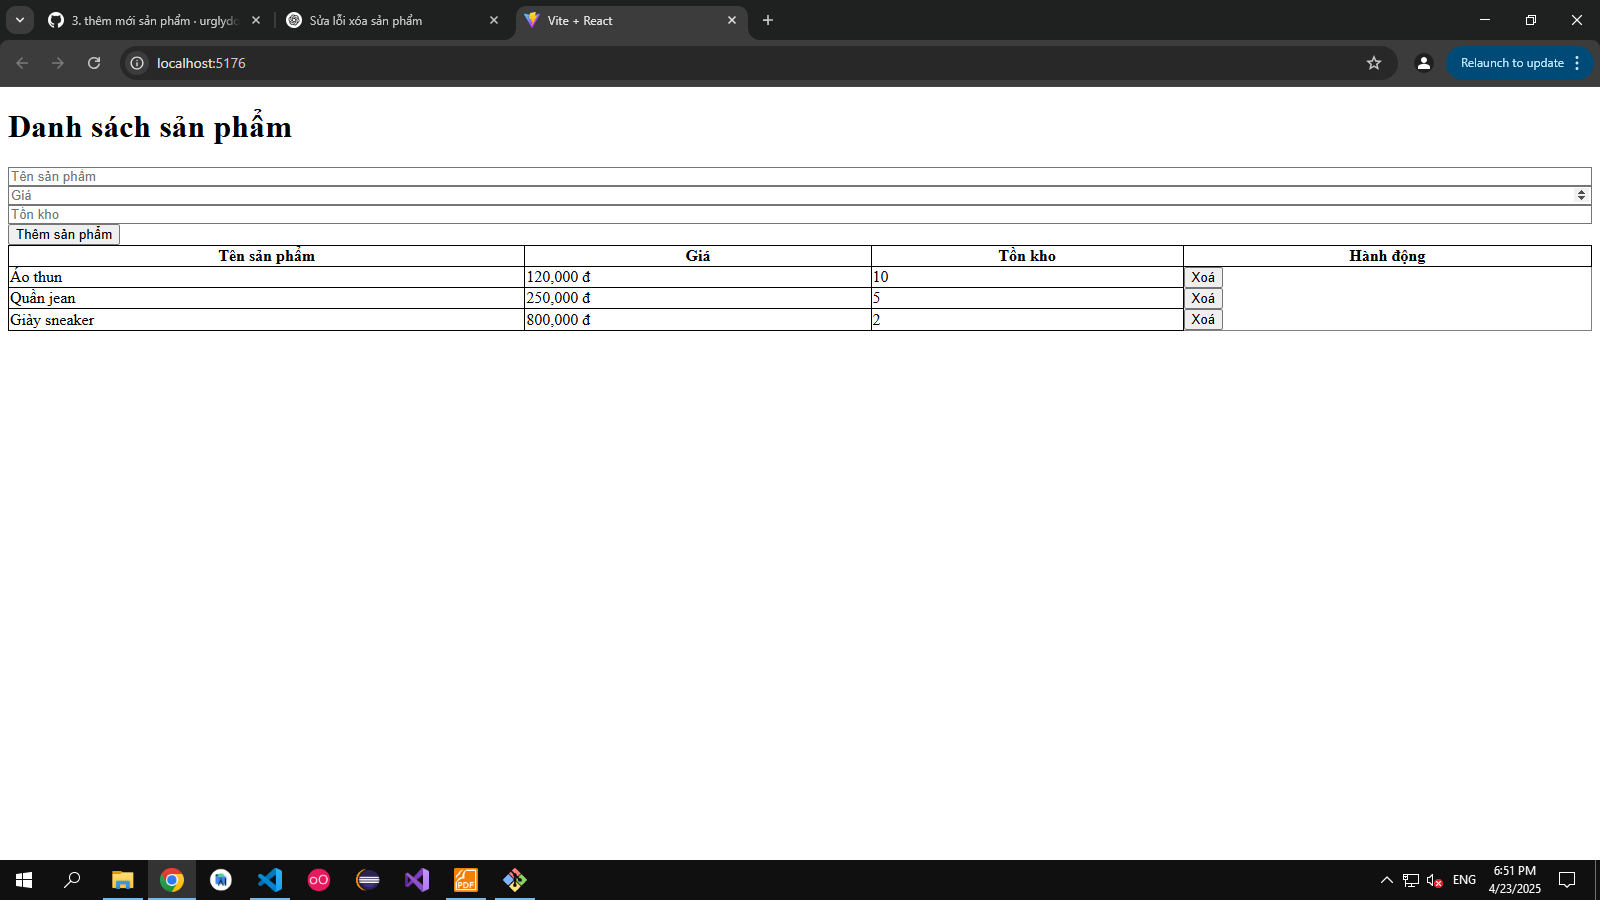 3. thêm mới sản phẩm · urglydo
Sửa lỗi xóa sản phẩm
Vite + React
localhost:5176
Relaunch to update
Danh sách sản phẩm
Tên sản phẩm
Giá
Tồn kho
Thêm sản phẩm
Tên sản phẩm Giá Tồn kho Hành động
Áo thun 120,000 đ 10 Xoá
Quần jean 250,000 đ 5 Xoá
Giày sneaker 800,000 đ 2 Xoá
PDF
ENG
6:51 PM
4/23/2025